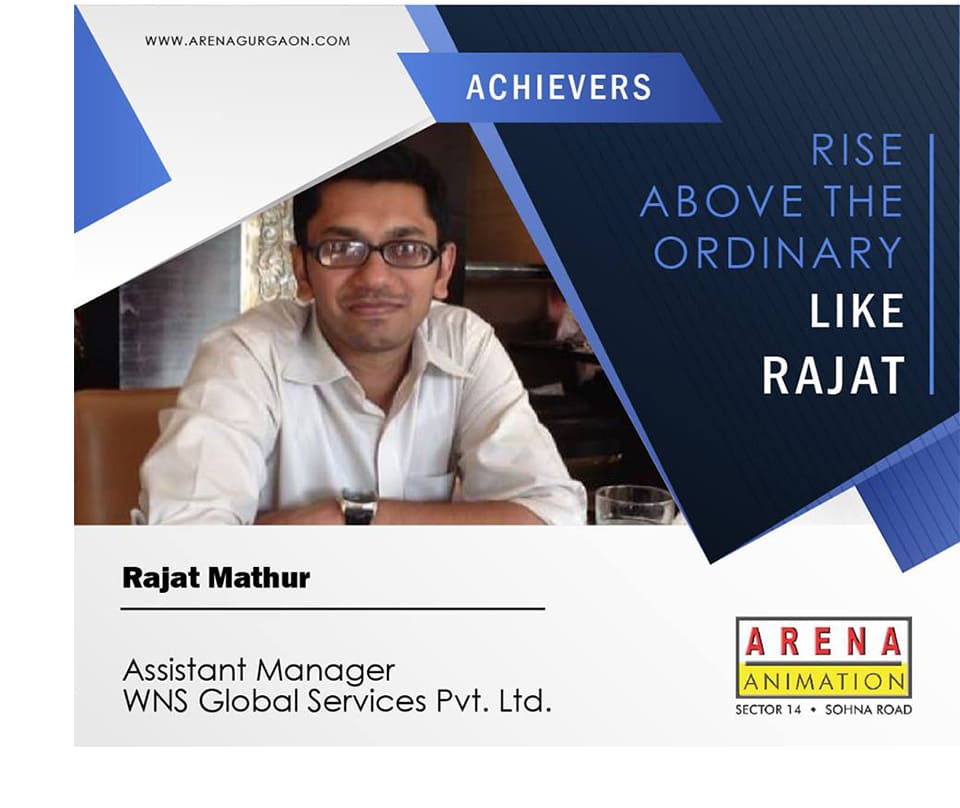 WWW.ARENAGURGAON.COM
ACHIEVERS
RISE
ABOVE THE
ORDINARY
LIKE
RAJAT
Rajat Mathur
Assistant Manager
WNS Global Services Pvt. Ltd.
ARENA
ANIMATION
SECTOR 14 • SOHNA ROAD